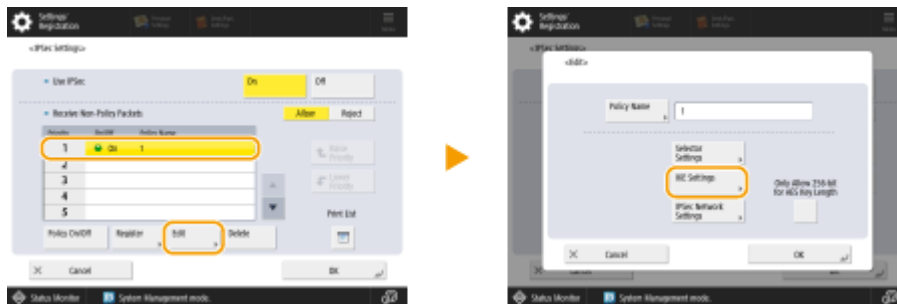 Settings/
Registration
<IPSec Settings>
Use IPSec
On
Off
Receive Non-Policy Packets
Allow
Reject
Priority
On/Off
Policy Name
1
On
1
2
3
4
5
Raise
Priority
Lower
Priority
Print List
Policy On/Off
Register
Edit
Delete
Cancel
OK
Status Monitor
System Management mode.
Settings/
Registration
<IPSec Settings>
<Edit>
Policy Name
1
Selector
Settings
IKE Settings
IPSec Network
Settings
Only Allow 256-bit
for AES Key Length
Cancel
OK
Status Monitor
System Management mode.